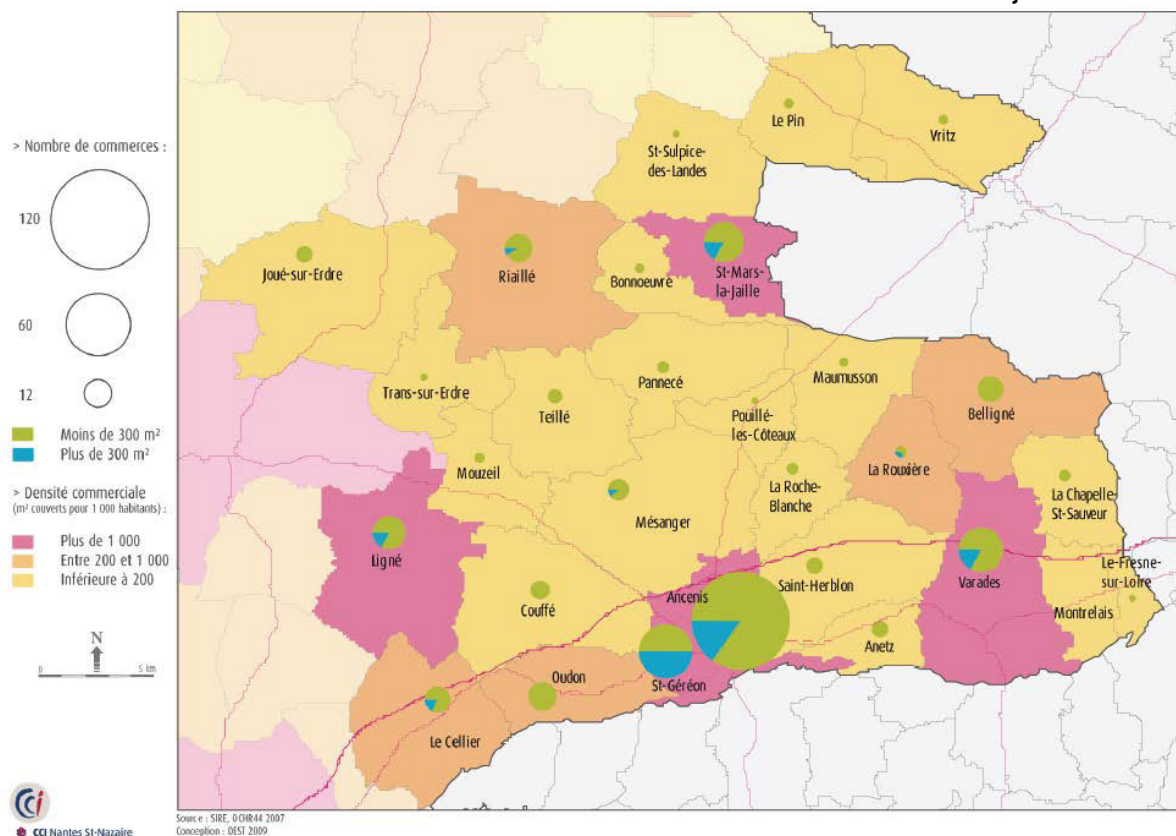 > Nombre de commerces :
120
60
12
Moins de 300 m²
Plus de 300 m²
> Densité commerciale
(m² couverts pour 1 000 habitants) :
Plus de 1 000
Entre 200 et 1 000
Inférieure à 200
N
0 5 km
CCI
CCI Nantes St-Nazaire
Source : SIRE, OCHR44 2007
Conception : DEST 2009
Le Pin
Vritz
St-Sulpice-
des-Landes
Joué-sur-Erdre
Riaillé
Bonnoeuvre
St-Mars-
la-Jaille
Trans-sur-Erdre
Pannecé
Maumusson
Teillé
Pouillé-
les-Côteaux
Belligné
Mouzeil
La Rouxière
La Roche-
Blanche
La Chapelle-
St-Sauveur
Mésanger
Ligné
Le-Fresne-
sur-Loire
Varades
Saint-Herblon
Ancenis
Couffé
Montrelais
Anetz
Oudon
St-Géréon
Le Cellier